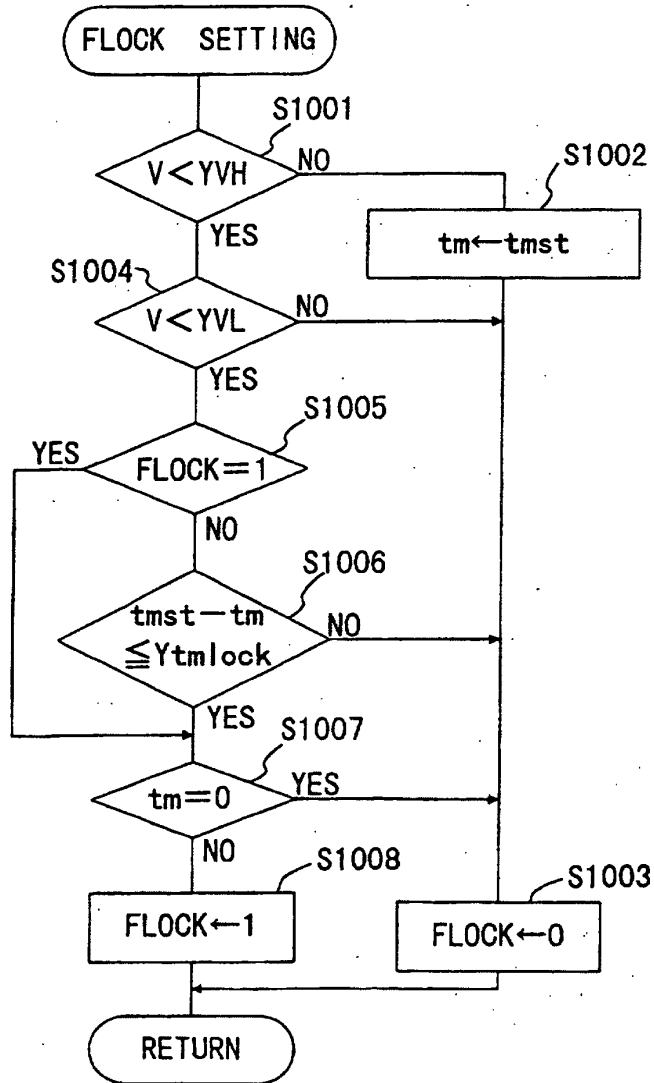 FLOCK SETTING
S1001
V<YVH
NO
YES
S1002
tm←tmst
S1004
V<YVL
NO
YES
S1005
YES
FLOCK=1
NO
S1006
tmst-tm
≦Ytmlock
NO
YES
S1007
tm=0
YES
NO
S1008
FLOCK←1
S1003
FLOCK←0
RETURN